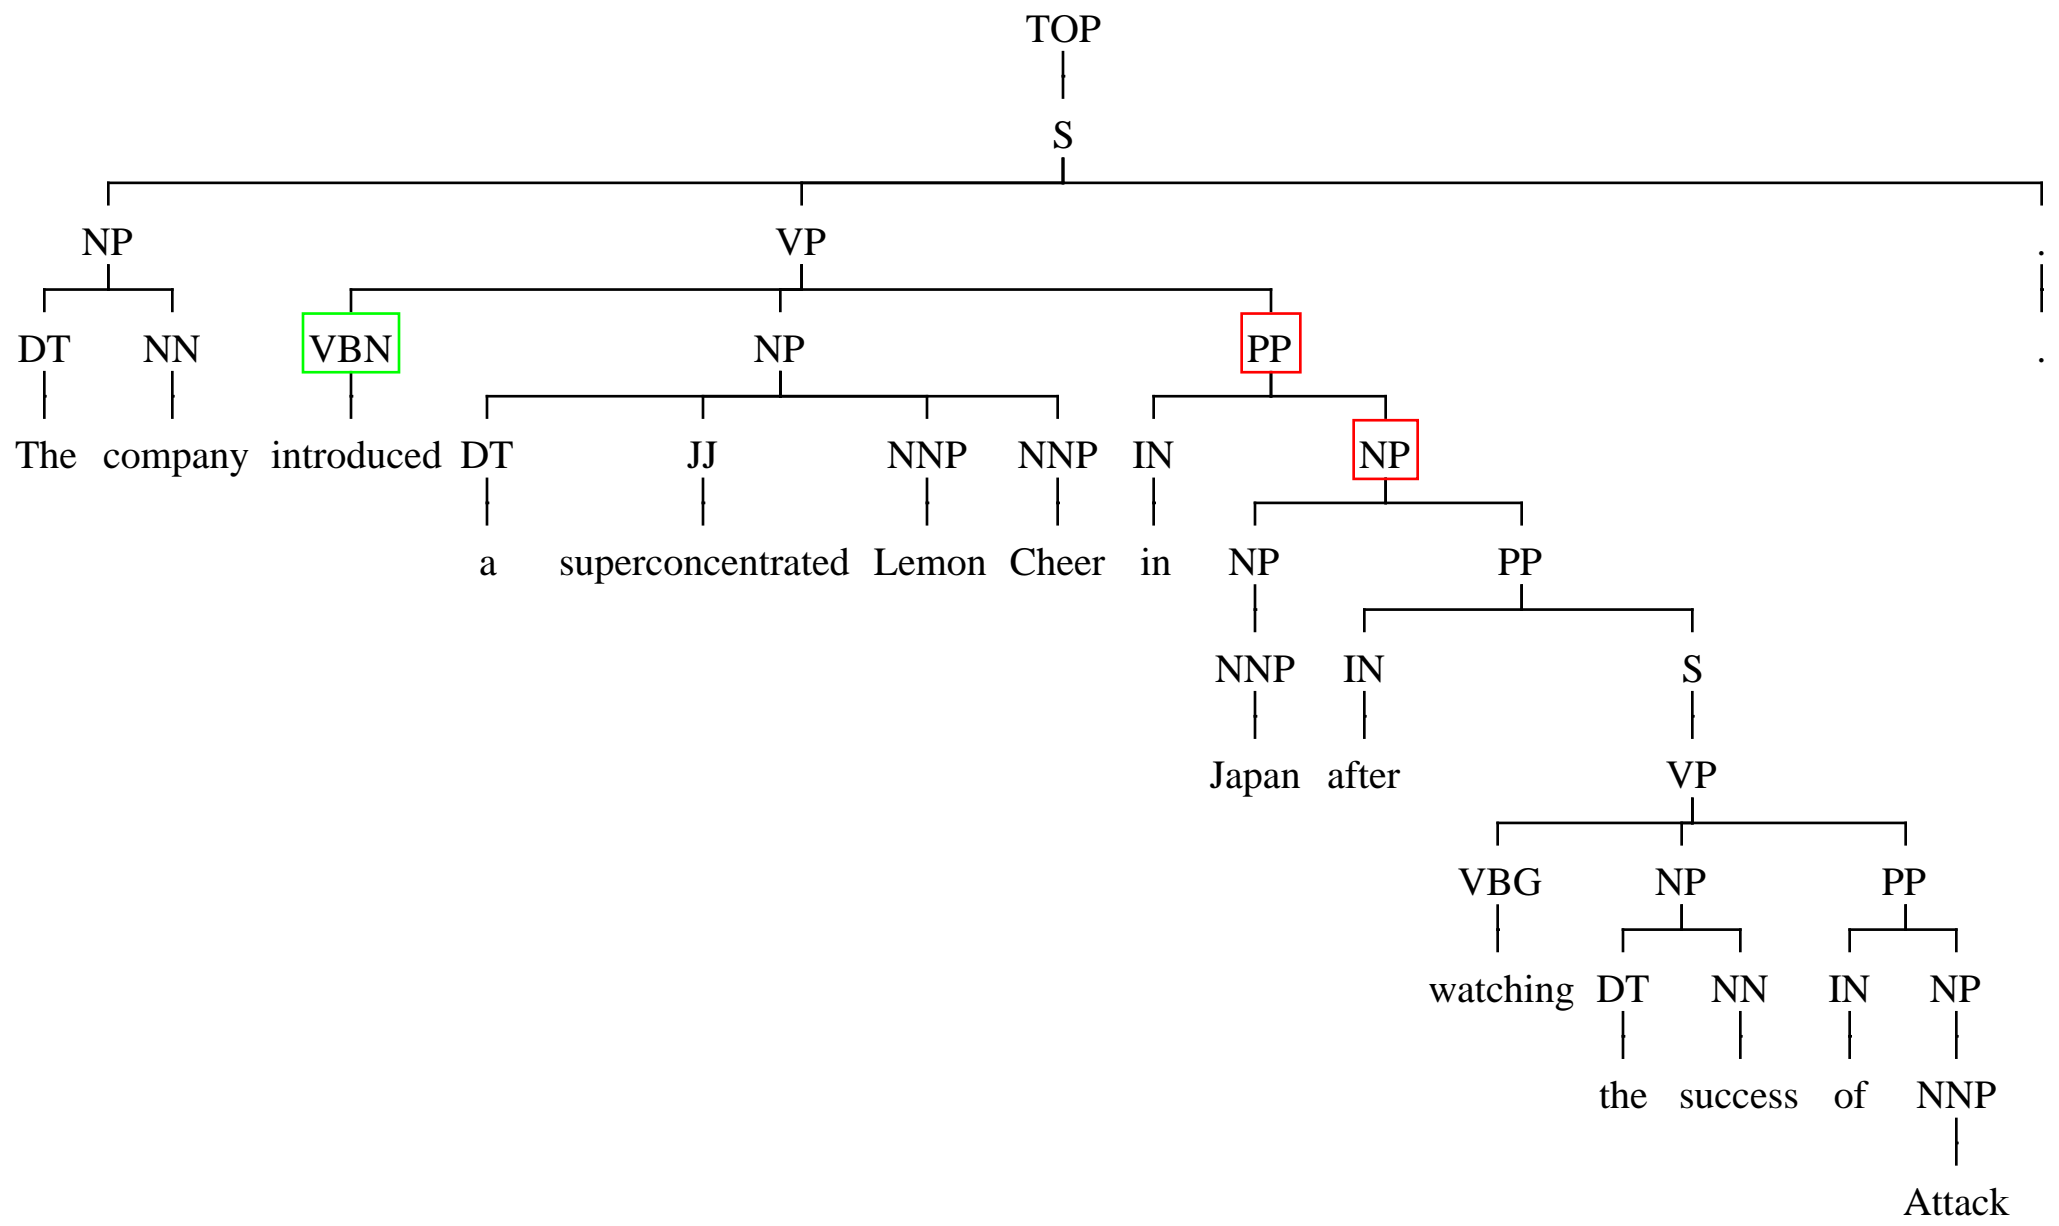 TOP
S
NP VP .
DT NN VBN NP PP .
The company introduced DT JJ NNP NNP IN NP
a superconcentrated Lemon Cheer in NP PP
NNP IN S
Japan after VP
VBG NP PP
watching DT NN IN NP
the success of NNP
Attack